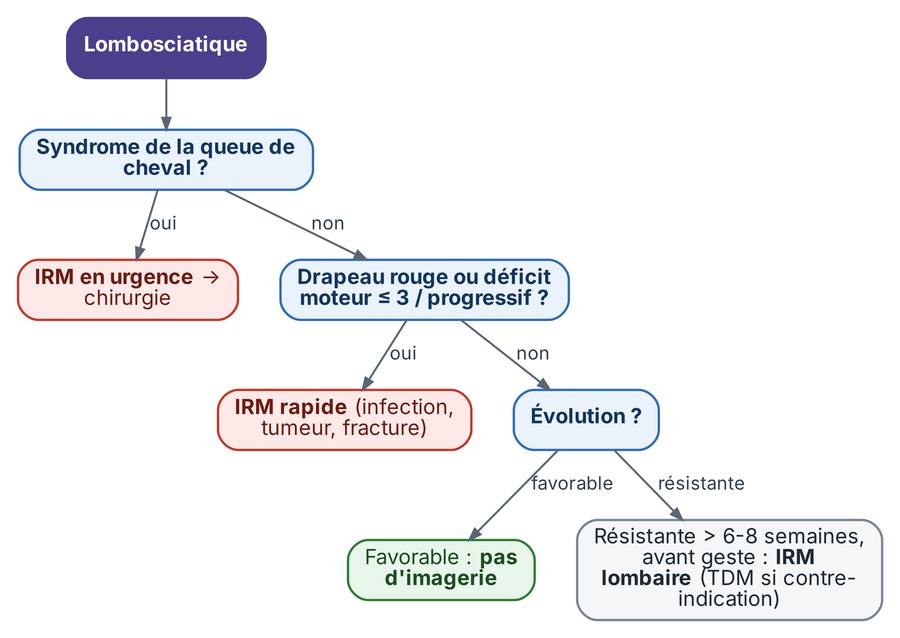 Lombosciatique
Syndrome de la queue de
cheval ?
oui
non
IRM en urgence →
chirurgie
Drapeau rouge ou déficit
moteur ≤ 3 / progressif ?
oui
non
IRM rapide (infection,
tumeur, fracture)
Évolution ?
favorable
résistante
Favorable : pas
d'imagerie
Résistante > 6-8 semaines,
avant geste : IRM
lombaire (TDM si contre-
indication)